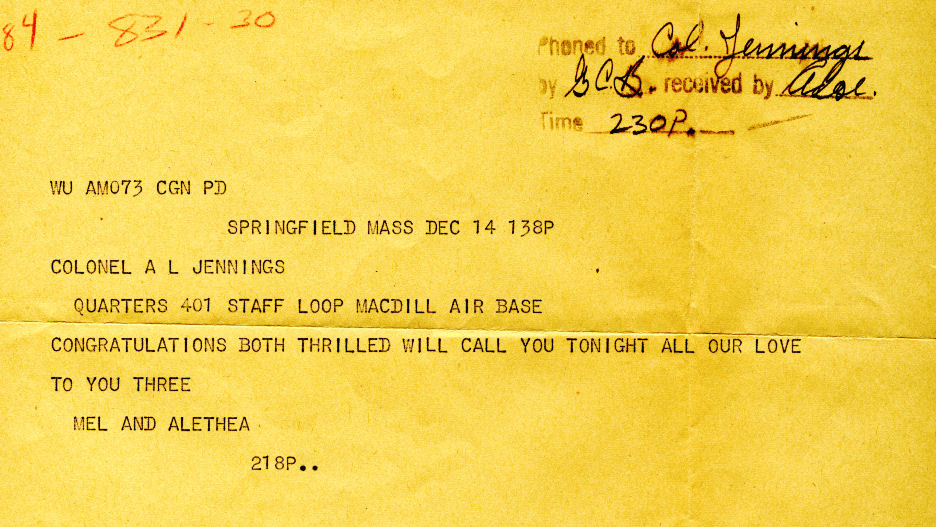 84 - 831 - 30
Phoned to Col. Jennings
by G.C.B. received by
Time 230P.
WU AM073 CGN PD
SPRINGFIELD MASS DEC 14 138P
COLONEL A L JENNINGS
QUARTERS 401 STAFF LOOP MACDILL AIR BASE
CONGRATULATIONS BOTH THRILLED WILL CALL YOU TONIGHT ALL OUR LOVE
TO YOU THREE
MEL AND ALETHEA
218P..